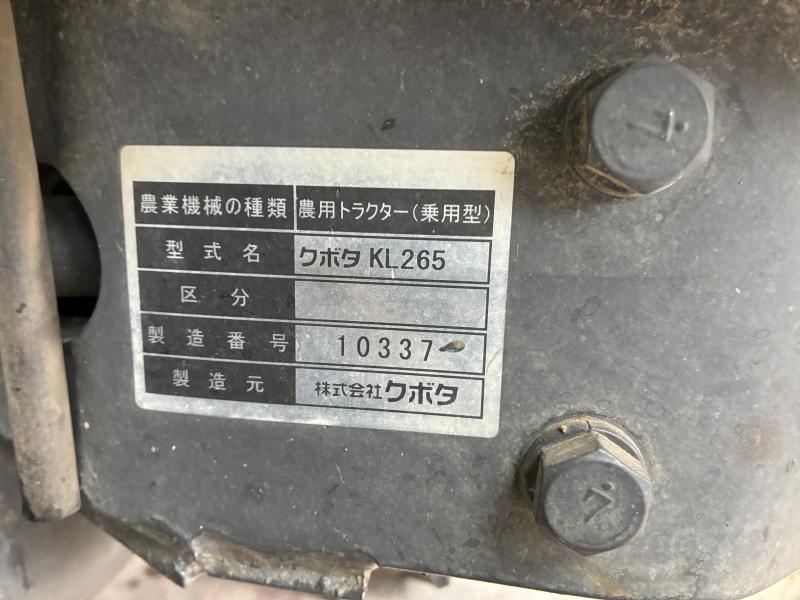 農業機械の種類 農用トラクター(乗用型)
型式名 クボタ KL265
区分
製造番号 10337
製造元 株式会社クボタ
7
7